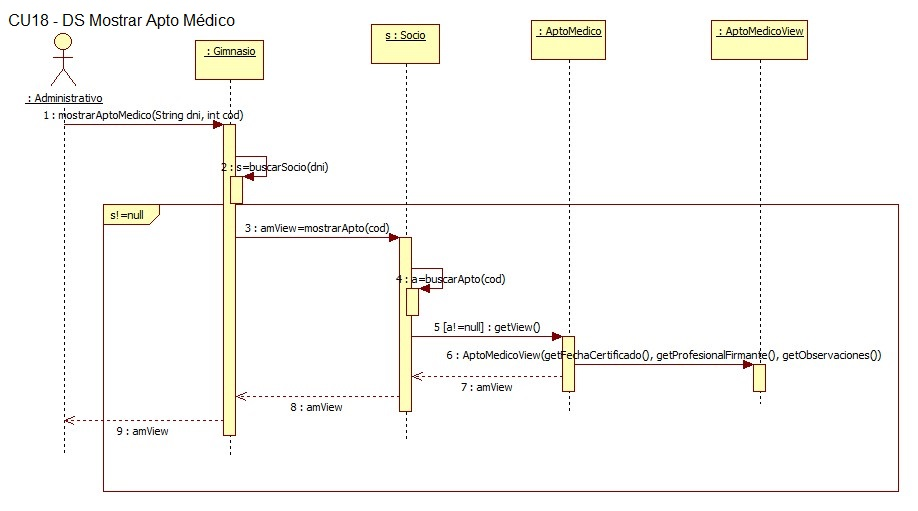 CU18 - DS Mostrar Apto Médico
: Administrativo
: Gimnasio
s : Socio
: AptoMedico
: AptoMedicoView
1 : mostrarAptoMedico(String dni, int cod)
2 : s=buscarSocio(dni)
s!=null
3 : amView=mostrarApto(cod)
4 : a=buscarApto(cod)
5 [a!=null] : getView()
6 : AptoMedicoView(getFechaCertificado(), getProfesionalFirmante(), getObservaciones())
7 : amView
8 : amView
9 : amView